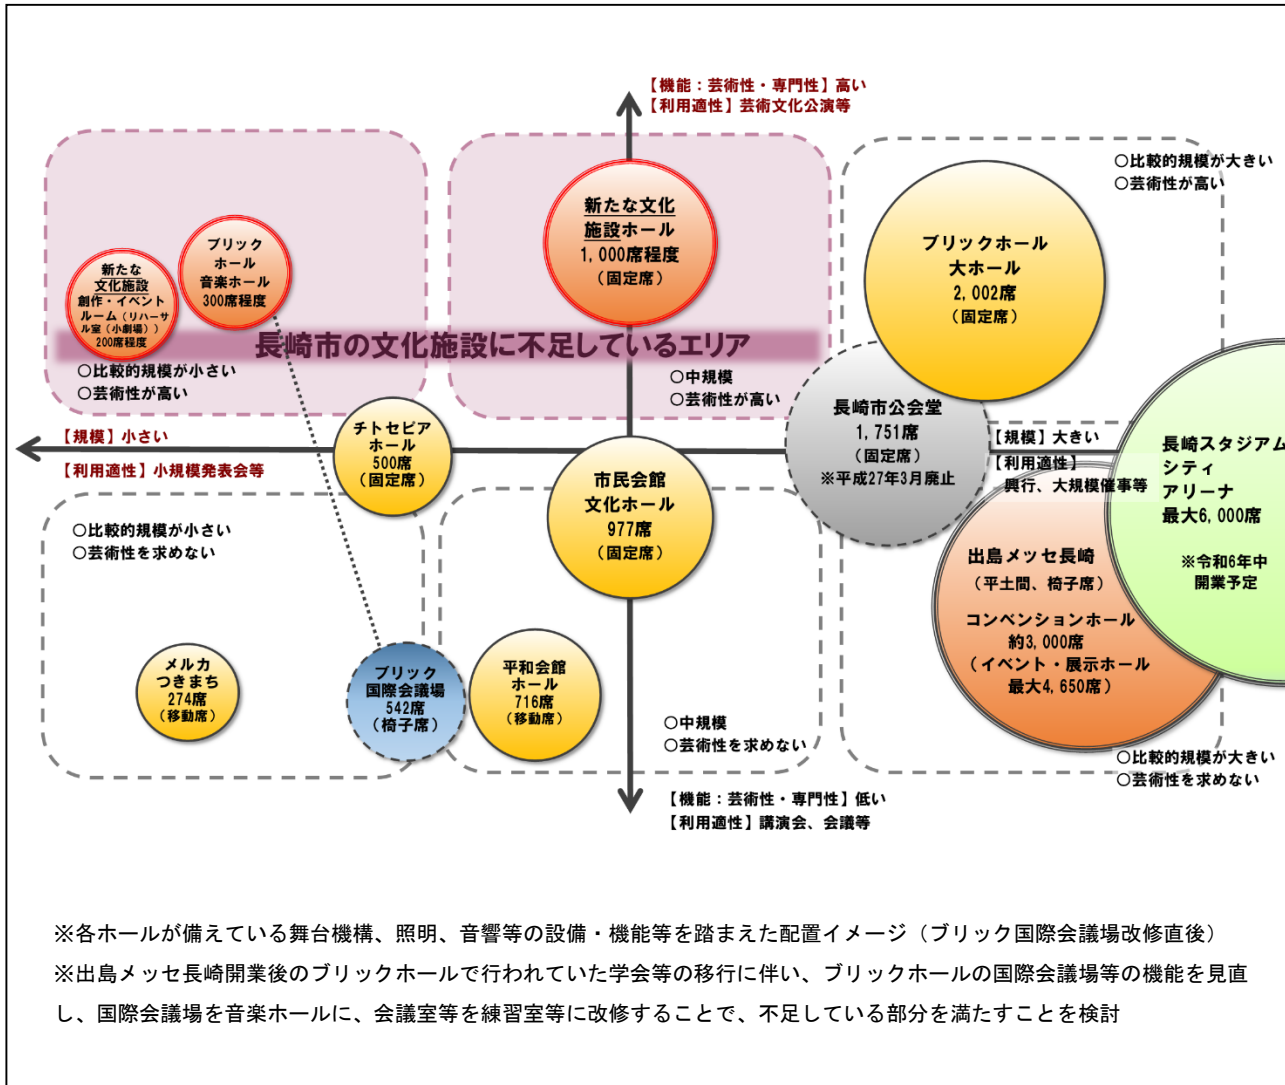 【機能：芸術性・専門性】高い
【利用適性】芸術文化公演等
○比較的規模が大きい
○芸術性が高い
新たな文化
施設ホール
1,000席程度
(固定席)
ブリックホール
大ホール
2,002席
(固定席)
ブリック
ホール
音楽ホール
300席程度
新たな
文化施設
創作・イベント
ルーム(リハーサ
ル室(小劇場))
200席程度
長崎市の文化施設に不足しているエリア
○比較的規模が小さい
○芸術性が高い
○中規模
○芸術性が高い
【規模】小さい
【利用適性】小規模発表会等
チトセピア
ホール
500席
(固定席)
長崎市公会堂
1,751席
(固定席)
※平成27年3月廃止
【規模】大きい
【利用適性】
興行、大規模催事等
長崎スタジアム
シティ
アリーナ
最大6,000席
※令和6年中
開業予定
市民会館
文化ホール
977席
(固定席)
○比較的規模が小さい
○芸術性を求めない
出島メッセ長崎
(平土間、椅子席)
コンベンションホール
約3,000席
(イベント・展示ホール
最大4,650席)
メルカ
つきまち
274席
(移動席)
ブリック
国際会議場
542席
(椅子席)
平和会館
ホール
716席
(移動席)
○中規模
○芸術性を求めない
○比較的規模が大きい
○芸術性を求めない
【機能：芸術性・専門性】低い
【利用適性】講演会、会議等
※各ホールが備えている舞台機構、照明、音響等の設備・機能等を踏まえた配置イメージ（ブリック国際会議場改修直後）
※出島メッセ長崎開業後のブリックホールで行われていた学会等の移行に伴い、ブリックホールの国際会議場等の機能を見直
し、国際会議場を音楽ホールに、会議室等を練習室等に改修することで、不足している部分を満たすことを検討